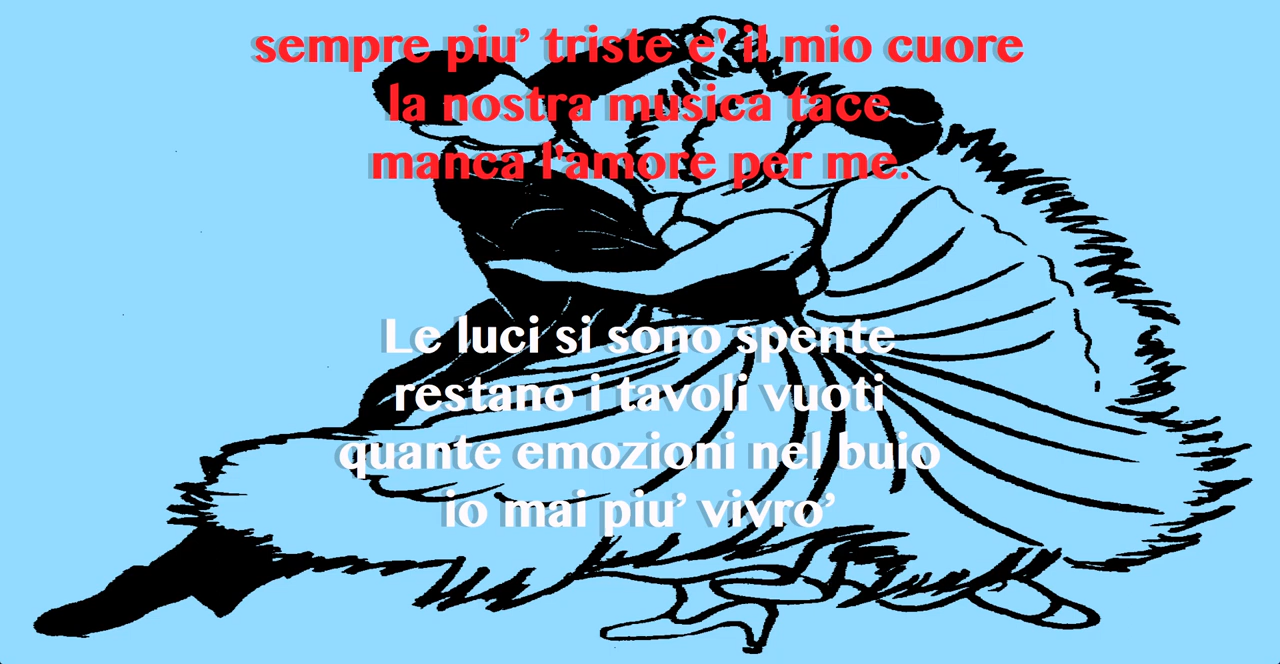 sempre piu’ triste e' il mio cuore
la nostra musica tace
manca l'amore per me.
Le luci si sono spente
restano i tavoli vuoti
quante emozioni nel buio
io mai piu’ vivro’